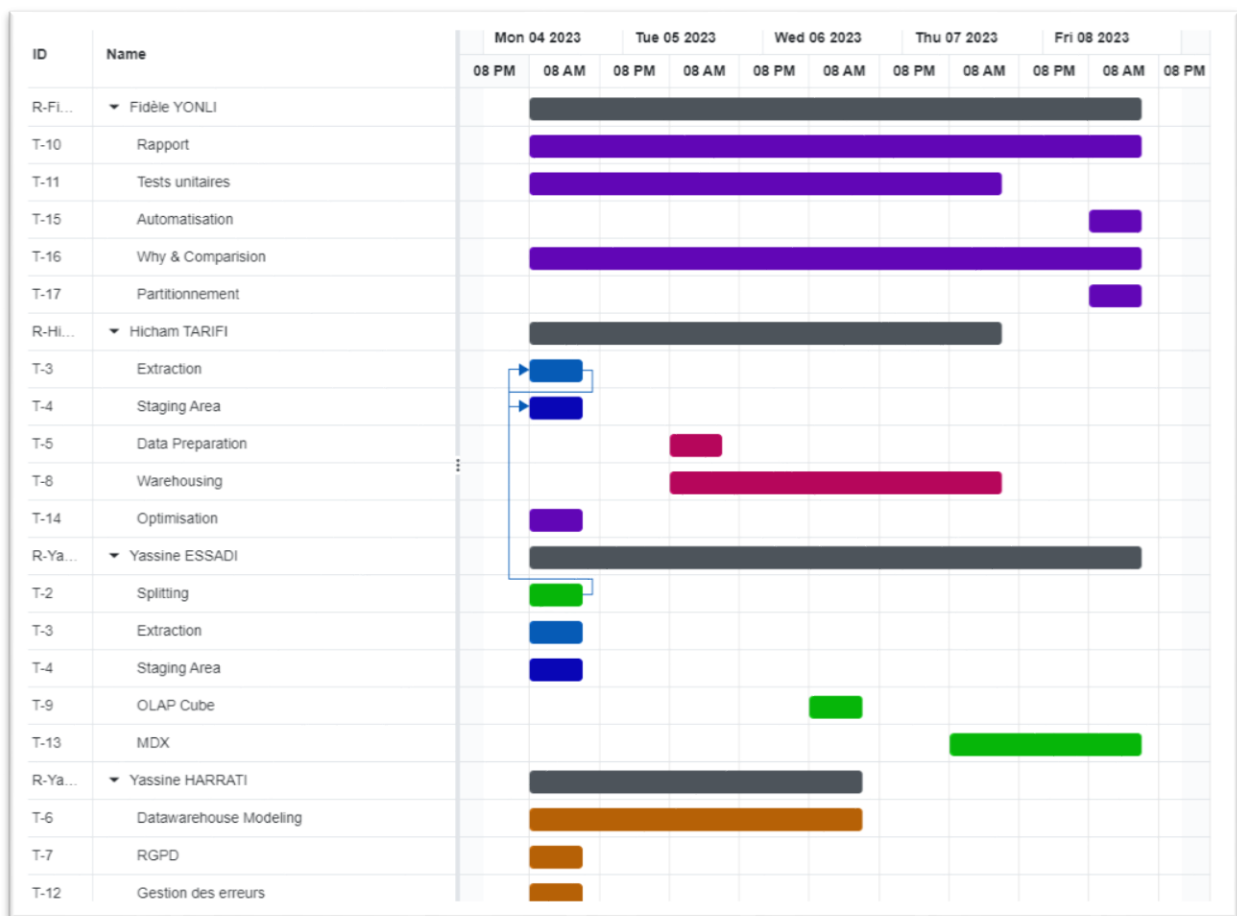 ID Name Mon 04 2023 Tue 05 2023 Wed 06 2023 Thu 07 2023 Fri 08 2023
08 PM 08 AM 08 PM 08 AM 08 PM 08 AM 08 PM 08 AM 08 PM 08 AM 08 PM
R-Fi... Fidèle YONLI
T-10 Rapport
T-11 Tests unitaires
T-15 Automatisation
T-16 Why & Comparision
T-17 Partitionnement
R-Hi... Hicham TARIFI
T-3 Extraction
T-4 Staging Area
T-5 Data Preparation
T-8 Warehousing
T-14 Optimisation
R-Ya... Yassine ESSADI
T-2 Splitting
T-3 Extraction
T-4 Staging Area
T-9 OLAP Cube
T-13 MDX
R-Ya... Yassine HARRATI
T-6 Datawarehouse Modeling
T-7 RGPD
T-12 Gestion des erreurs